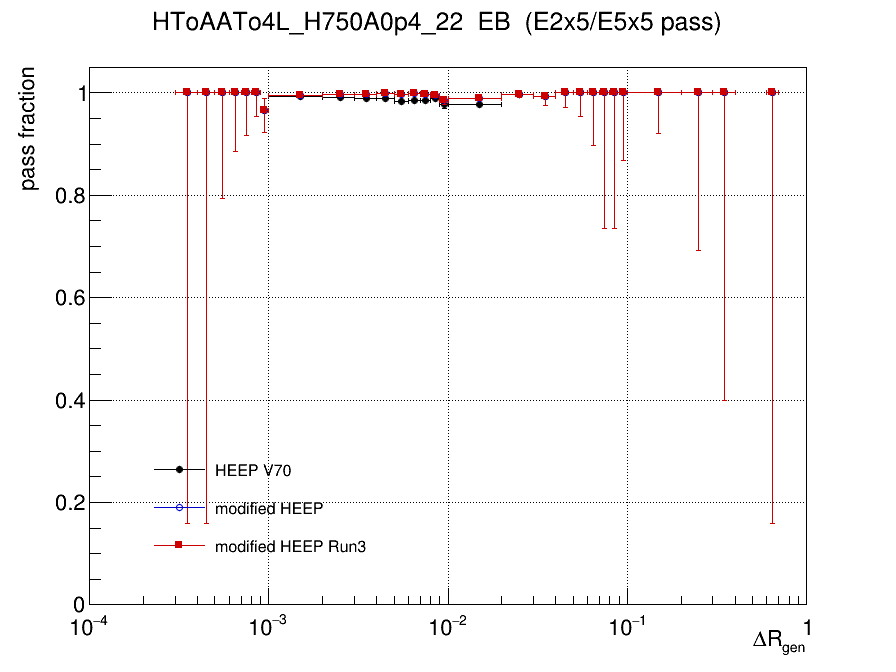 HToAATo4L_H750A0p4_22 EB (E2x5/E5x5 pass)
pass fraction
1
0.8
0.6
0.4
0.2
0
HEEP V70
modified HEEP
modified HEEP Run3
10⁻⁴ 10⁻³ 10⁻² 10⁻¹ 1
ΔR_gen